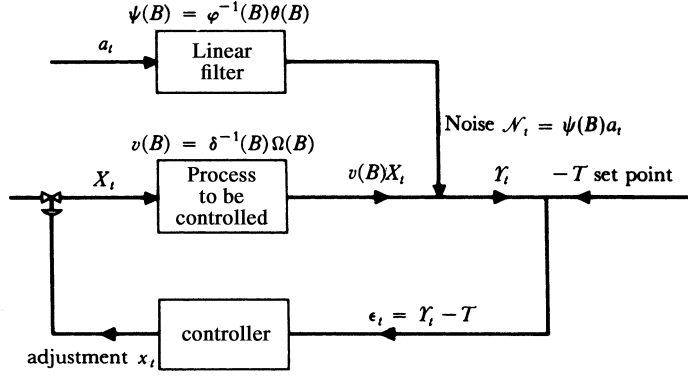 ψ(B) = φ⁻¹(B)θ(B)
aₜ
Linear
filter
Noise 𝒩ₜ = ψ(B)aₜ
v(B) = δ⁻¹(B)Ω(B)
Xₜ
Process
to be
controlled
v(B)Xₜ
Yₜ
−T set point
controller
εₜ = Yₜ − T
adjustment xₜ